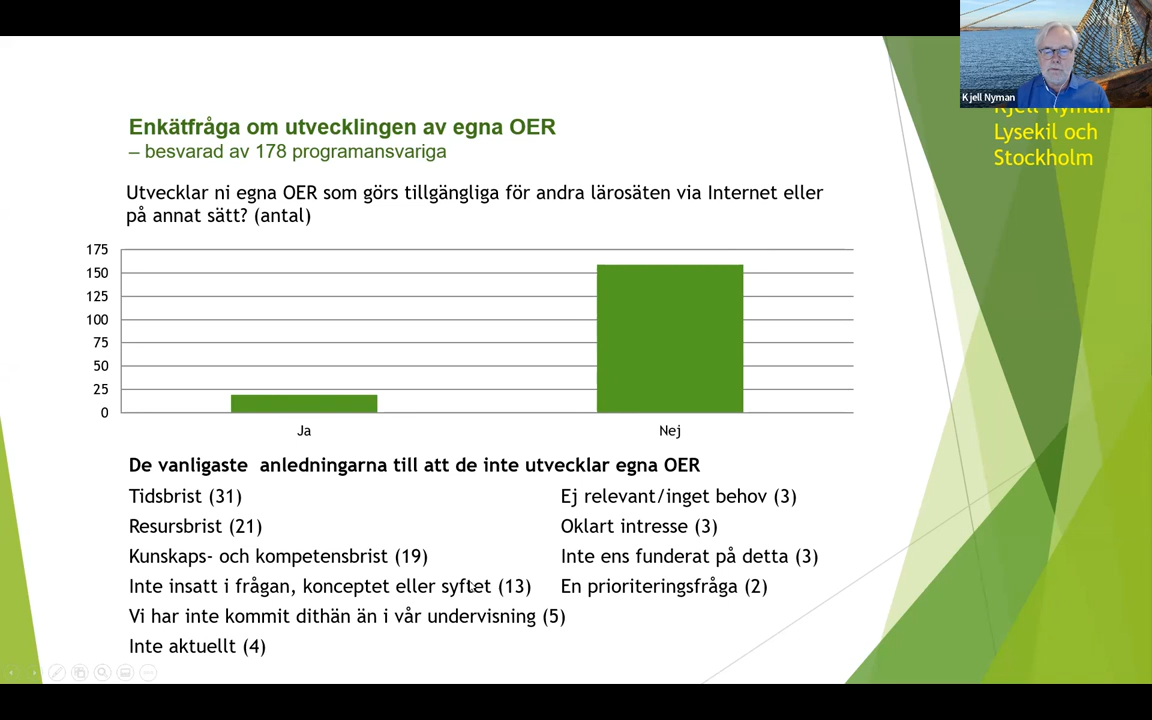 Kjell Nyman
Kjell Nyman
Lysekil och
Stockholm
Enkätfråga om utvecklingen av egna OER
– besvarad av 178 programansvariga
Utvecklar ni egna OER som görs tillgängliga för andra lärosäten via Internet eller
på annat sätt? (antal)
175
150
125
100
75
50
25
0
Ja Nej
De vanligaste anledningarna till att de inte utvecklar egna OER
Tidsbrist (31)
Resursbrist (21)
Kunskaps- och kompetensbrist (19)
Inte insatt i frågan, konceptet eller syftet (13)
Vi har inte kommit dithän än i vår undervisning (5)
Inte aktuellt (4)
Ej relevant/inget behov (3)
Oklart intresse (3)
Inte ens funderat på detta (3)
En prioriteringsfråga (2)